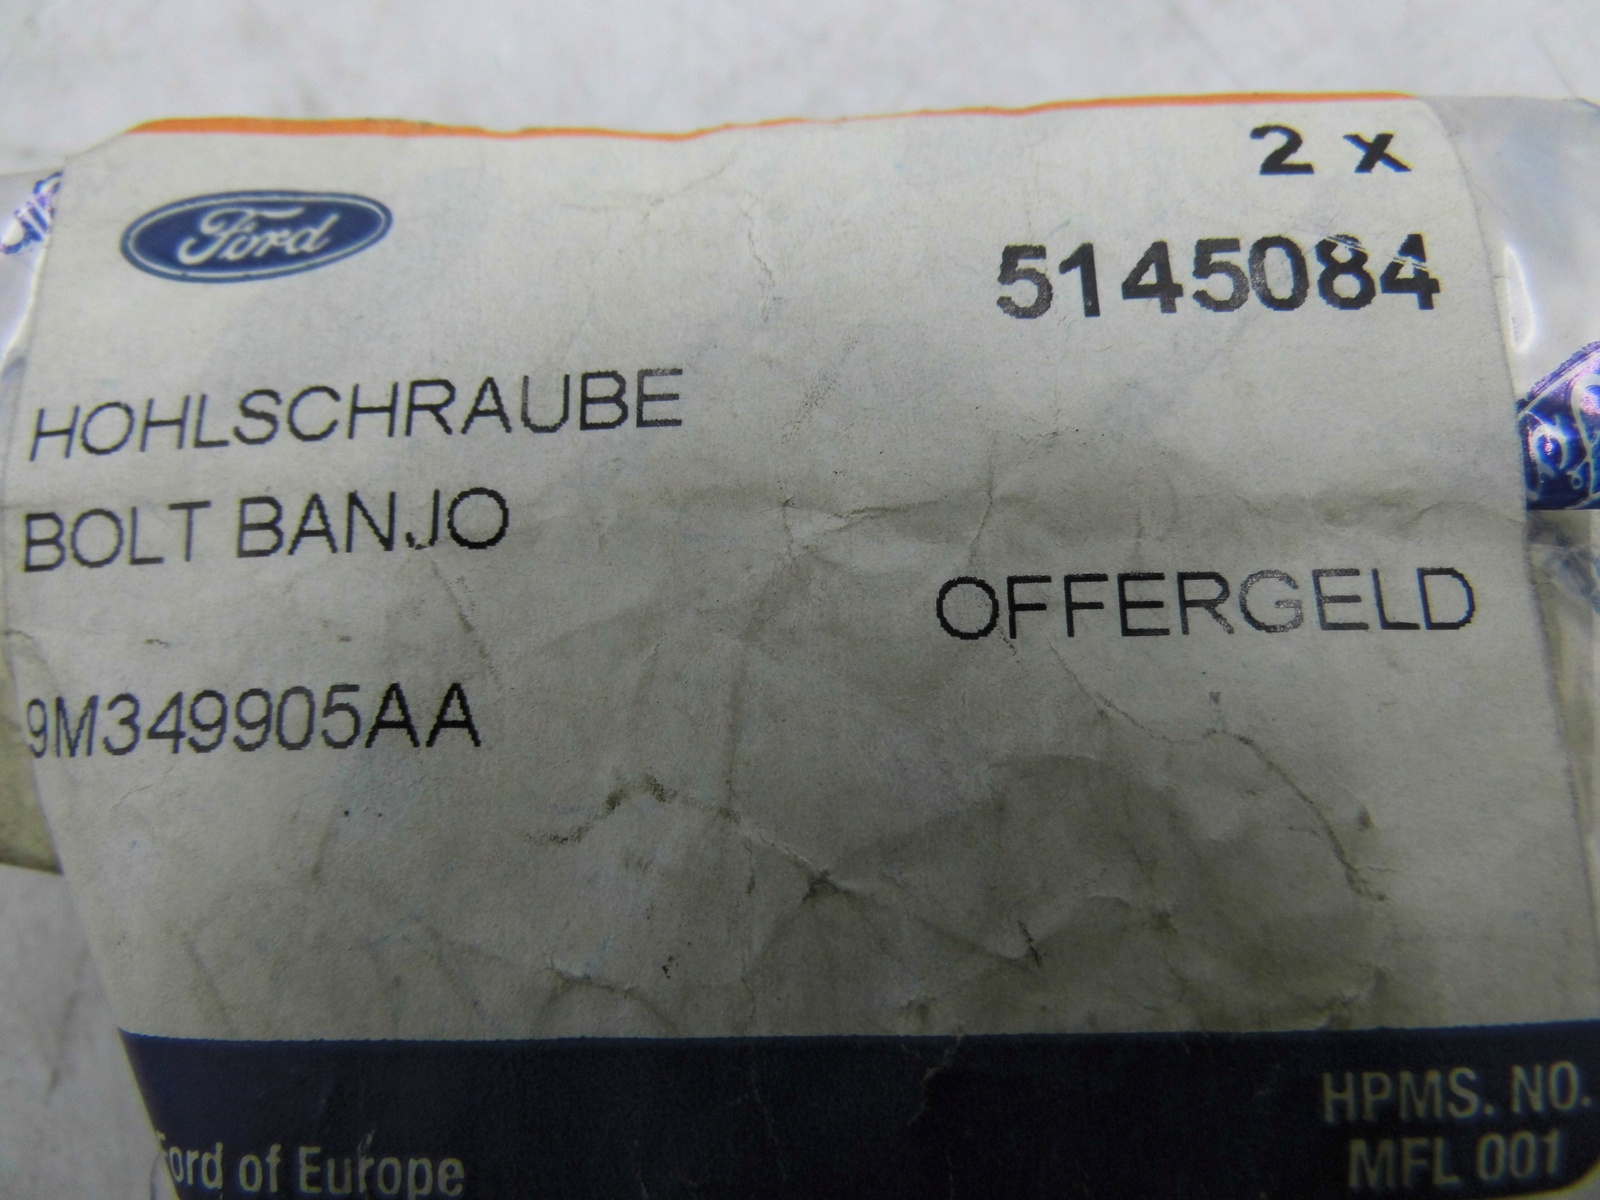 2 x
Ford
5145084
HOHLSCHRAUBE
BOLT BANJO
OFFERGELD
9M349905AA
HPMS. NO.
MFL 001
Ford of Europe